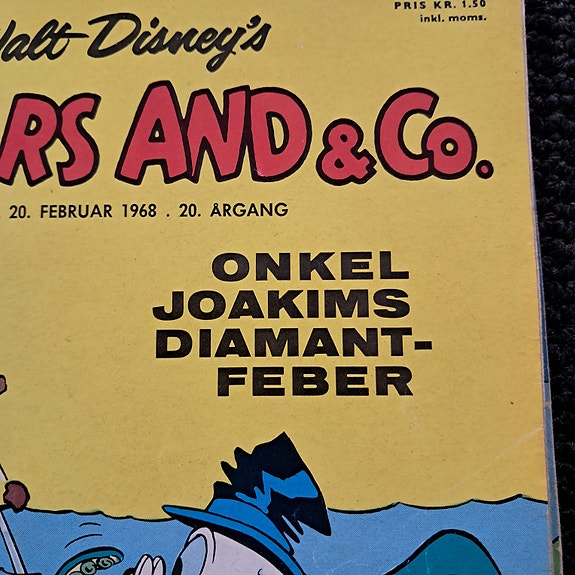 Walt Disney's
PRIS KR. 1.50
inkl. moms.
RS AND & Co.
. 20. FEBRUAR 1968 . 20. ÅRGANG
ONKEL
JOAKIMS
DIAMANT-
FEBER